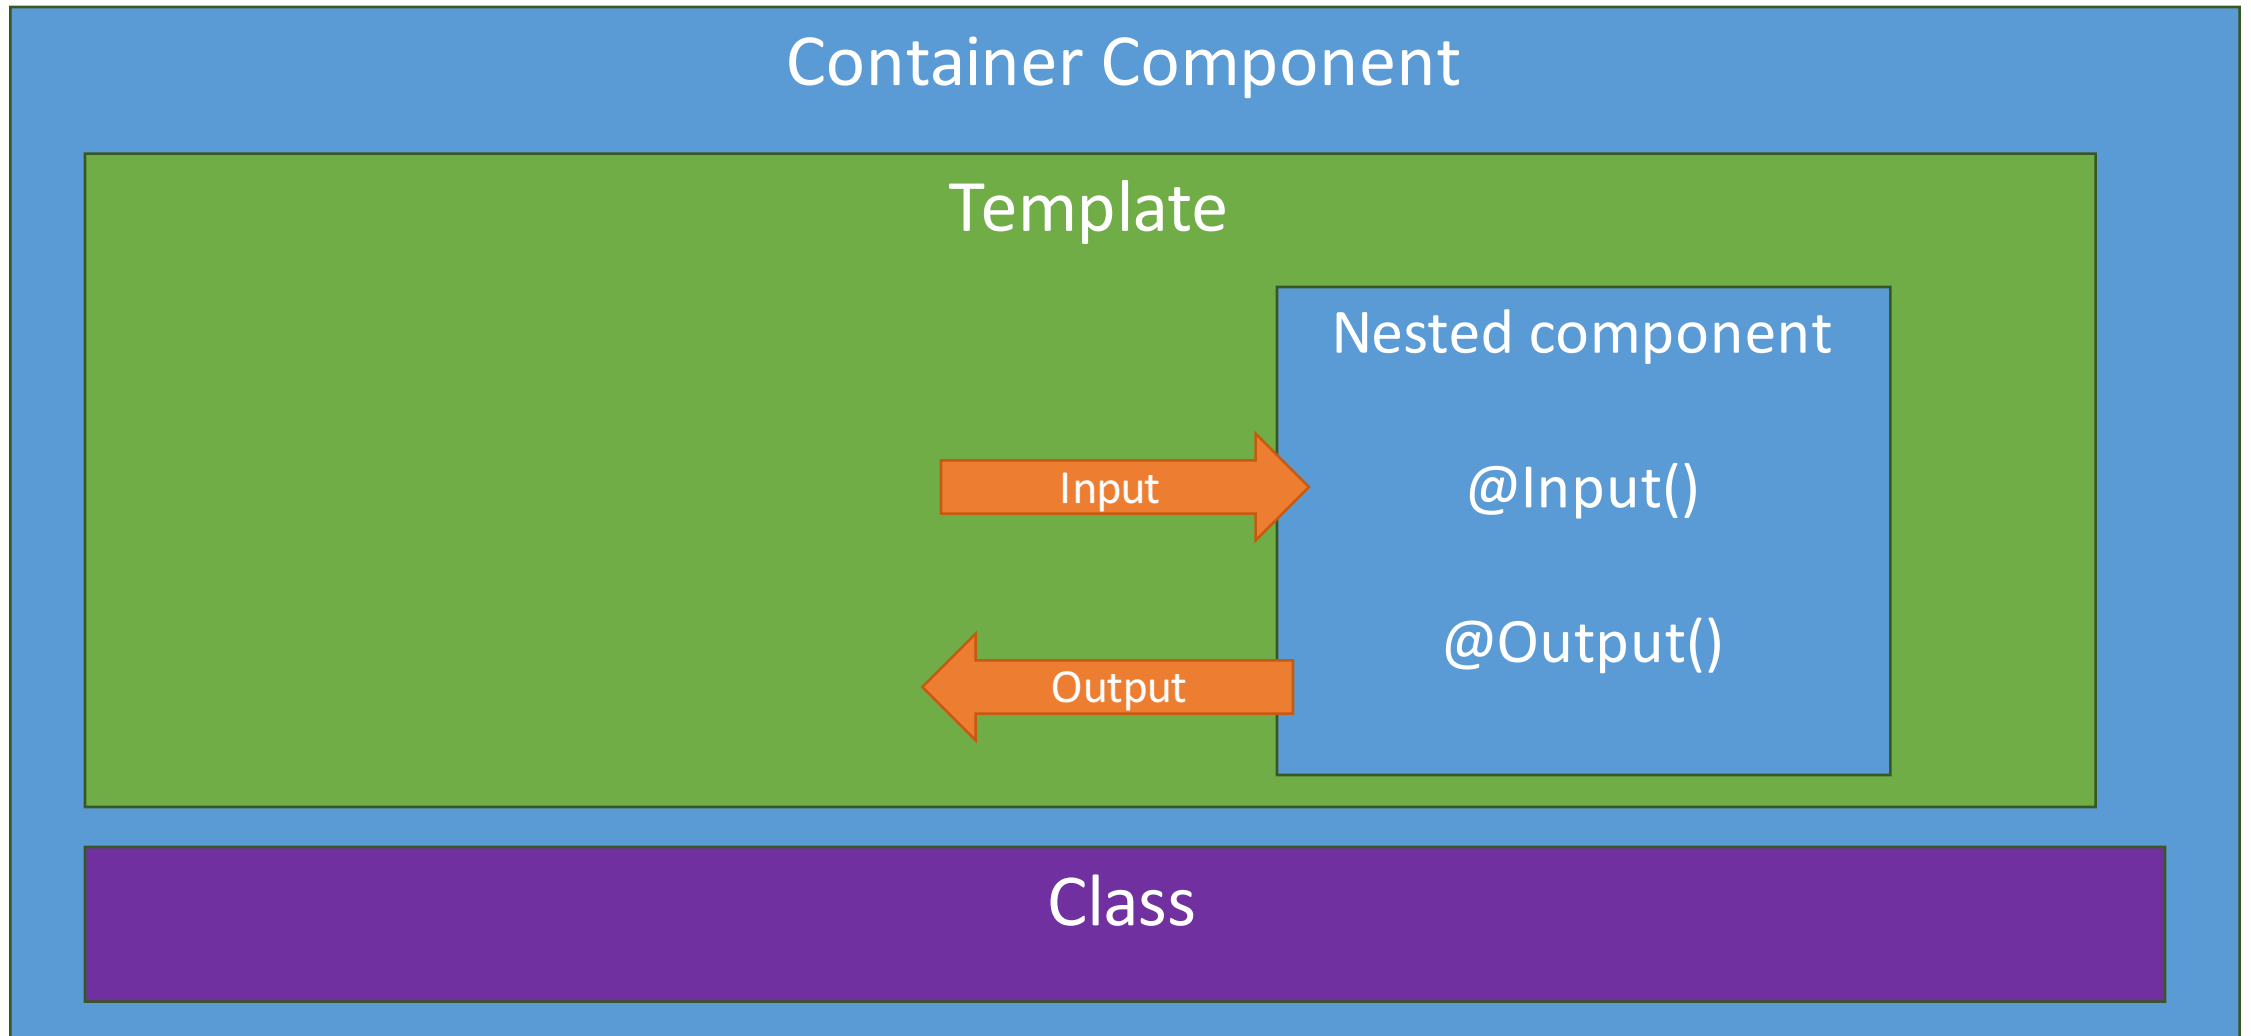 Container Component
Template
Nested component
Input
@Input()
@Output()
Output
Class